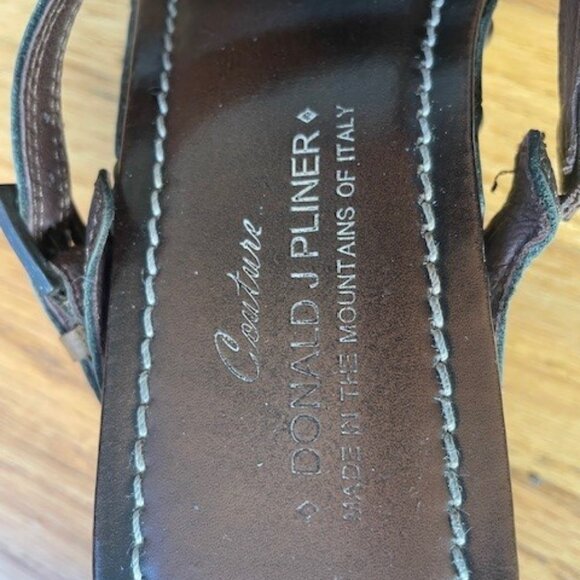 Couture
◈ DONALD J PLINER ◈
MADE IN THE MOUNTAINS OF ITALY